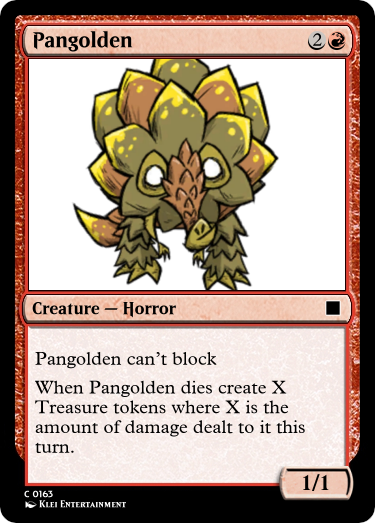 Pangolden 2
Creature — Horror
Pangolden can't block
When Pangolden dies create X
Treasure tokens where X is the
amount of damage dealt to it this
turn.
1/1
C 0163
Klei Entertainment